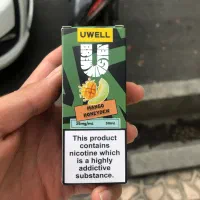 UWELL
MANGO
HONEYDEW
This product
contains
nicotine which
is a highly
addictive
substance.